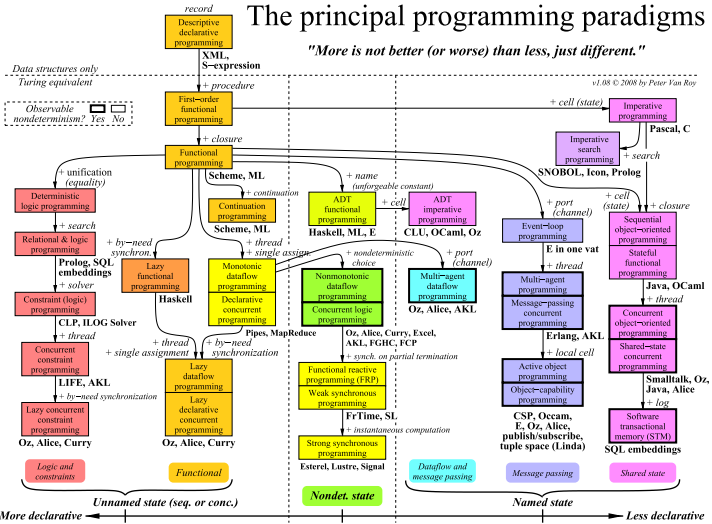 The principal programming paradigms
"More is not better (or worse) than less, just different."
v1.08 © 2008 by Peter Van Roy
record
Descriptive
declarative
programming
XML,
S−expression
Data structures only
Turing equivalent
+ procedure
Observable
nondeterminism? Yes No
First−order
functional
programming
+ cell (state)
Imperative
programming
Pascal, C
+ closure
Functional
programming
Scheme, ML
Imperative
search
programming
+ search
SNOBOL, Icon, Prolog
+ unification
(equality)
Deterministic
logic programming
+ search
Relational & logic
programming
Prolog, SQL
embeddings
+ solver
Constraint (logic)
programming
CLP, ILOG Solver
+ thread
Concurrent
constraint
programming
LIFE, AKL
+ by−need synchronization
Lazy concurrent
constraint
programming
Oz, Alice, Curry
+ continuation
Continuation
programming
Scheme, ML
+ by−need
synchron.
Lazy
functional
programming
Haskell
+ thread
+ single assignment
+ thread
+ single assign.
Monotonic
dataflow
programming
Declarative
concurrent
programming
Pipes, MapReduce
+ by−need
synchronization
Lazy
dataflow
programming
Lazy
declarative
concurrent
programming
Oz, Alice, Curry
+ name
(unforgeable constant)
ADT
functional
programming
Haskell, ML, E
+ cell
ADT
imperative
programming
CLU, OCaml, Oz
+ nondeterministic
choice
Nonmonotonic
dataflow
programming
Concurrent logic
programming
Oz, Alice, Curry, Excel,
AKL, FGHC, FCP
+ synch. on partial termination
Functional reactive
programming (FRP)
Weak synchronous
programming
FrTime, SL
+ instantaneous computation
Strong synchronous
programming
Esterel, Lustre, Signal
+ port
(channel)
Multi−agent
dataflow
programming
Oz, Alice, AKL
+ port
(channel)
Event−loop
programming
E in one vat
+ thread
Multi−agent
programming
Message−passing
concurrent
programming
Erlang, AKL
+ local cell
Active object
programming
Object−capability
programming
CSP, Occam,
E, Oz, Alice,
publish/subscribe,
tuple space (Linda)
+ cell
(state)
+ closure
Sequential
object−oriented
programming
Stateful
functional
programming
Java, OCaml
+ thread
Concurrent
object−oriented
programming
Shared−state
concurrent
programming
Smalltalk, Oz,
Java, Alice
+ log
Software
transactional
memory (STM)
SQL embeddings
Logic and
constraints
Functional
Dataflow and
message passing
Message passing
Shared state
Unnamed state (seq. or conc.)
Nondet. state
Named state
More declarative
Less declarative